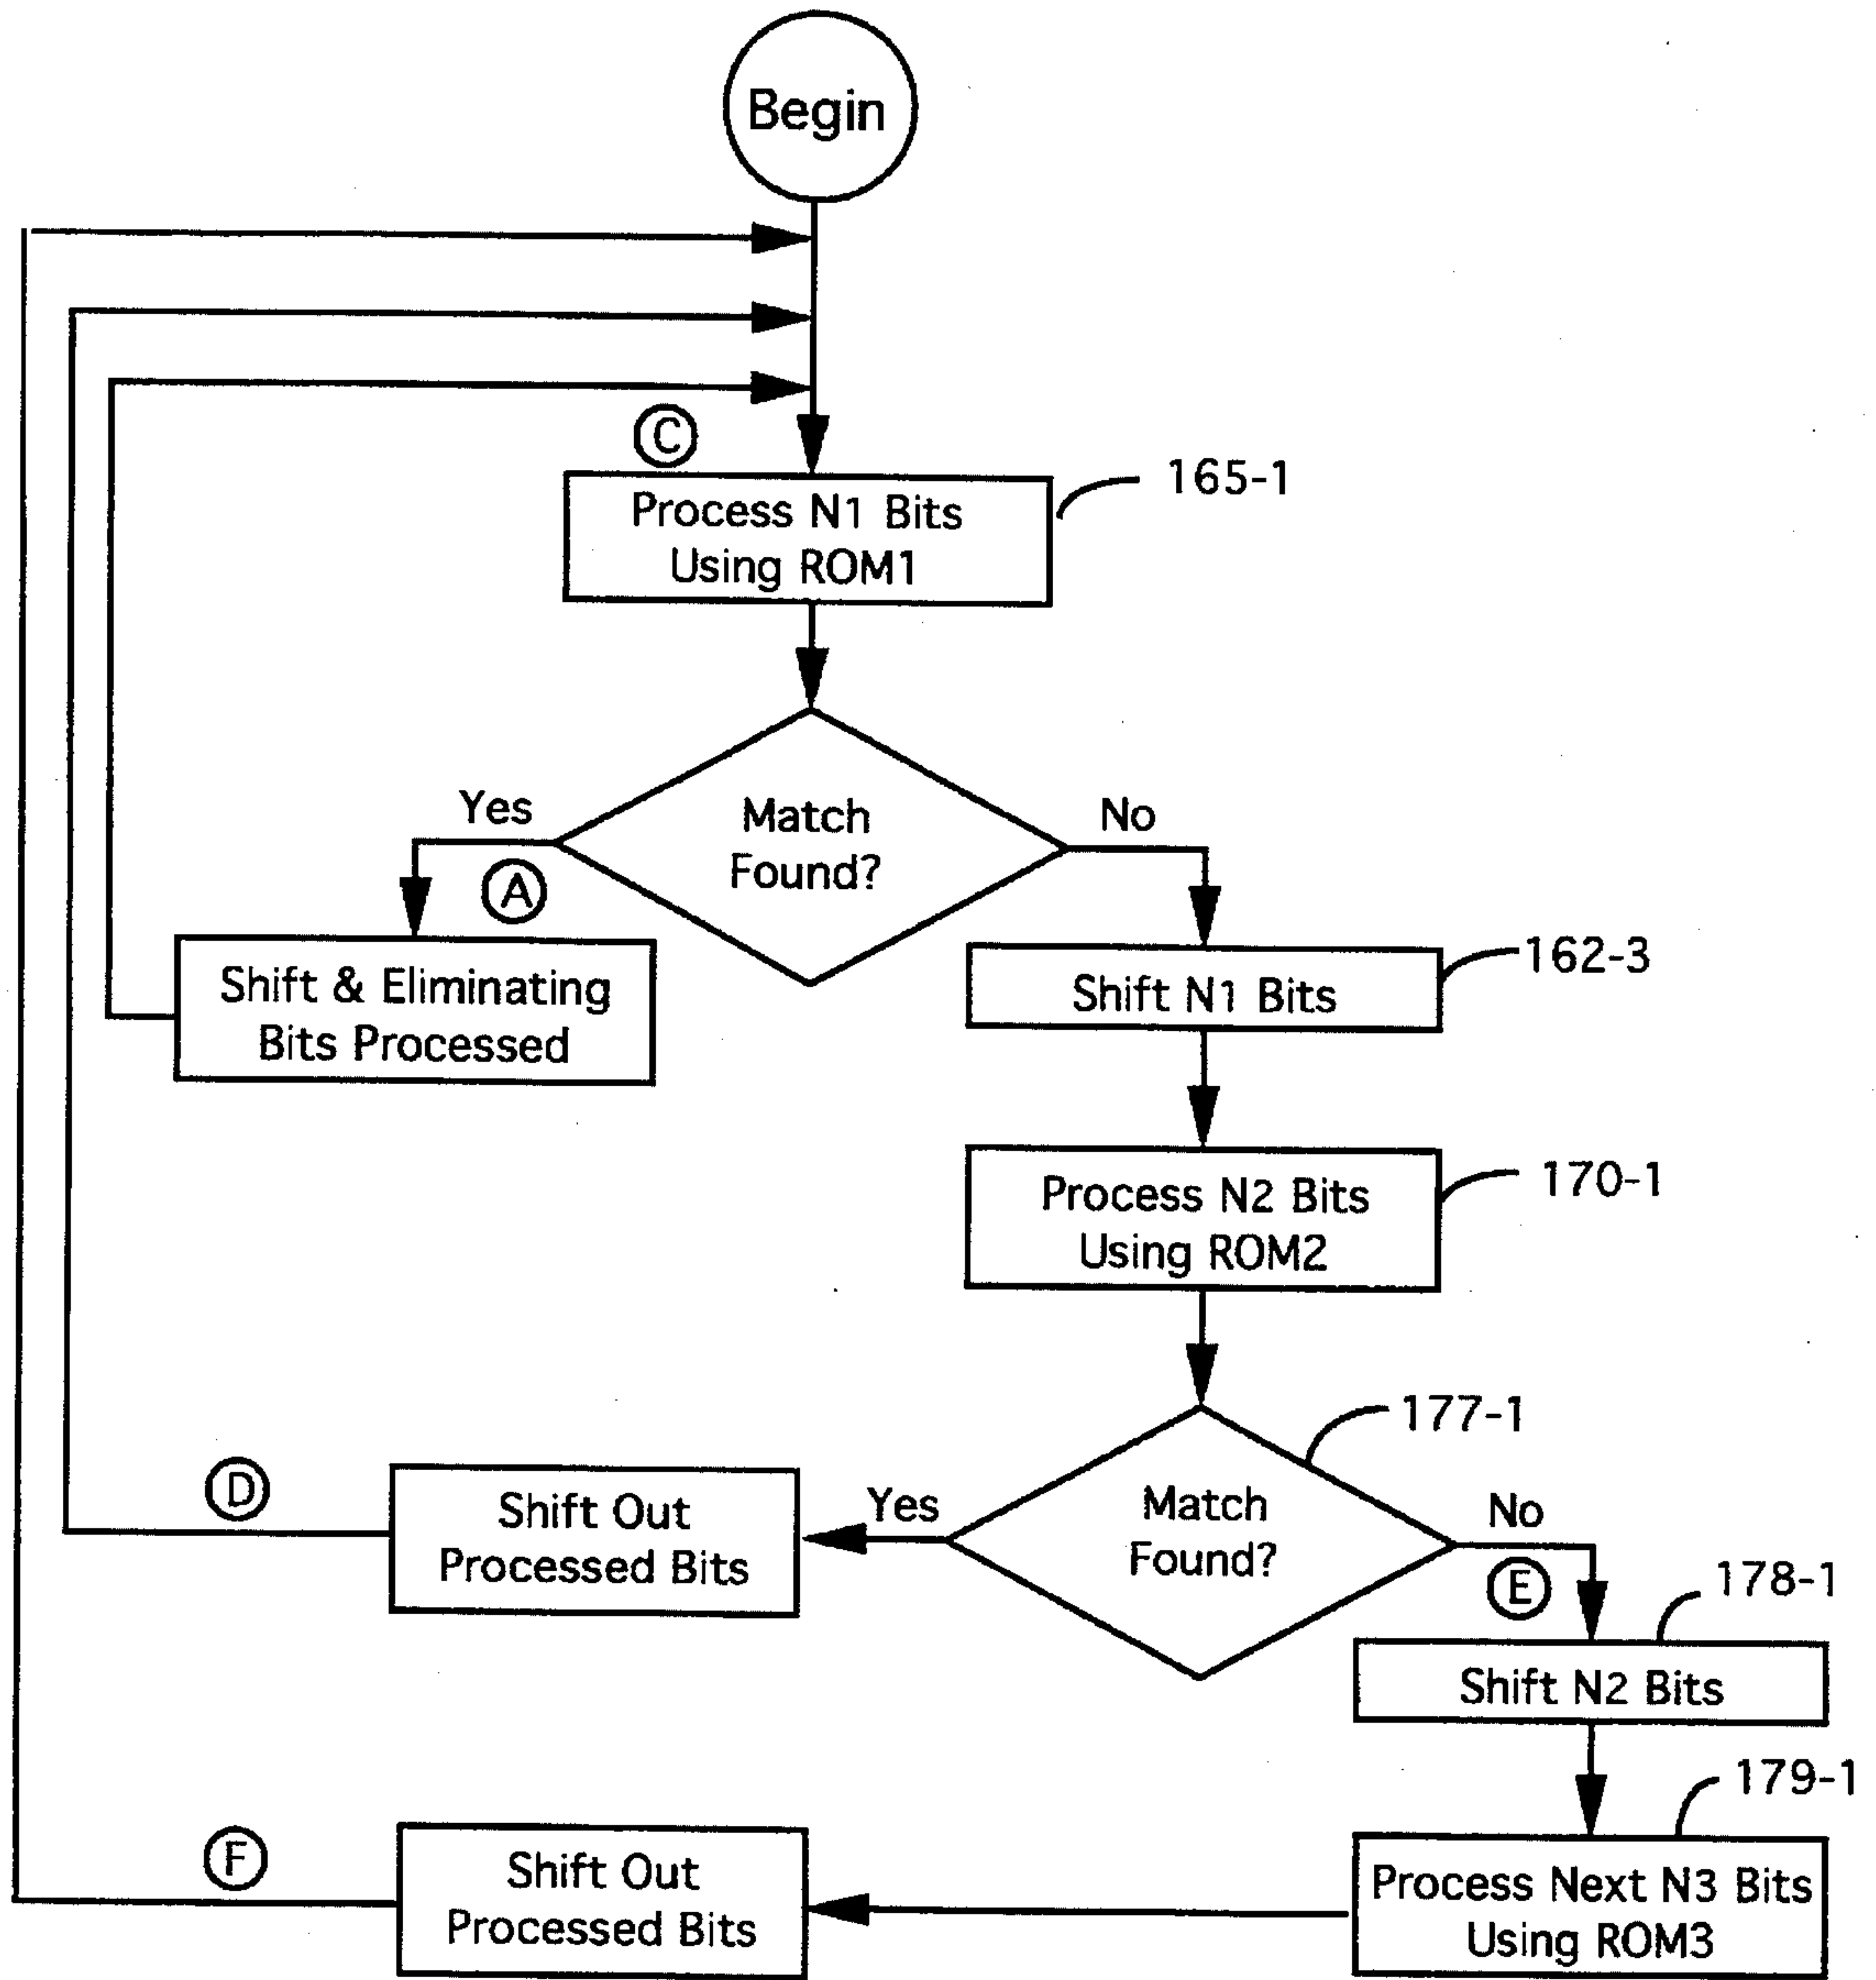 Begin
C
165-1
Process N1 Bits
Using ROM1
Yes
Match
Found?
No
A
Shift & Eliminating
Bits Processed
162-3
Shift N1 Bits
170-1
Process N2 Bits
Using ROM2
177-1
D
Shift Out
Processed Bits
Yes
Match
Found?
No
E
178-1
Shift N2 Bits
179-1
F
Shift Out
Processed Bits
Process Next N3 Bits
Using ROM3